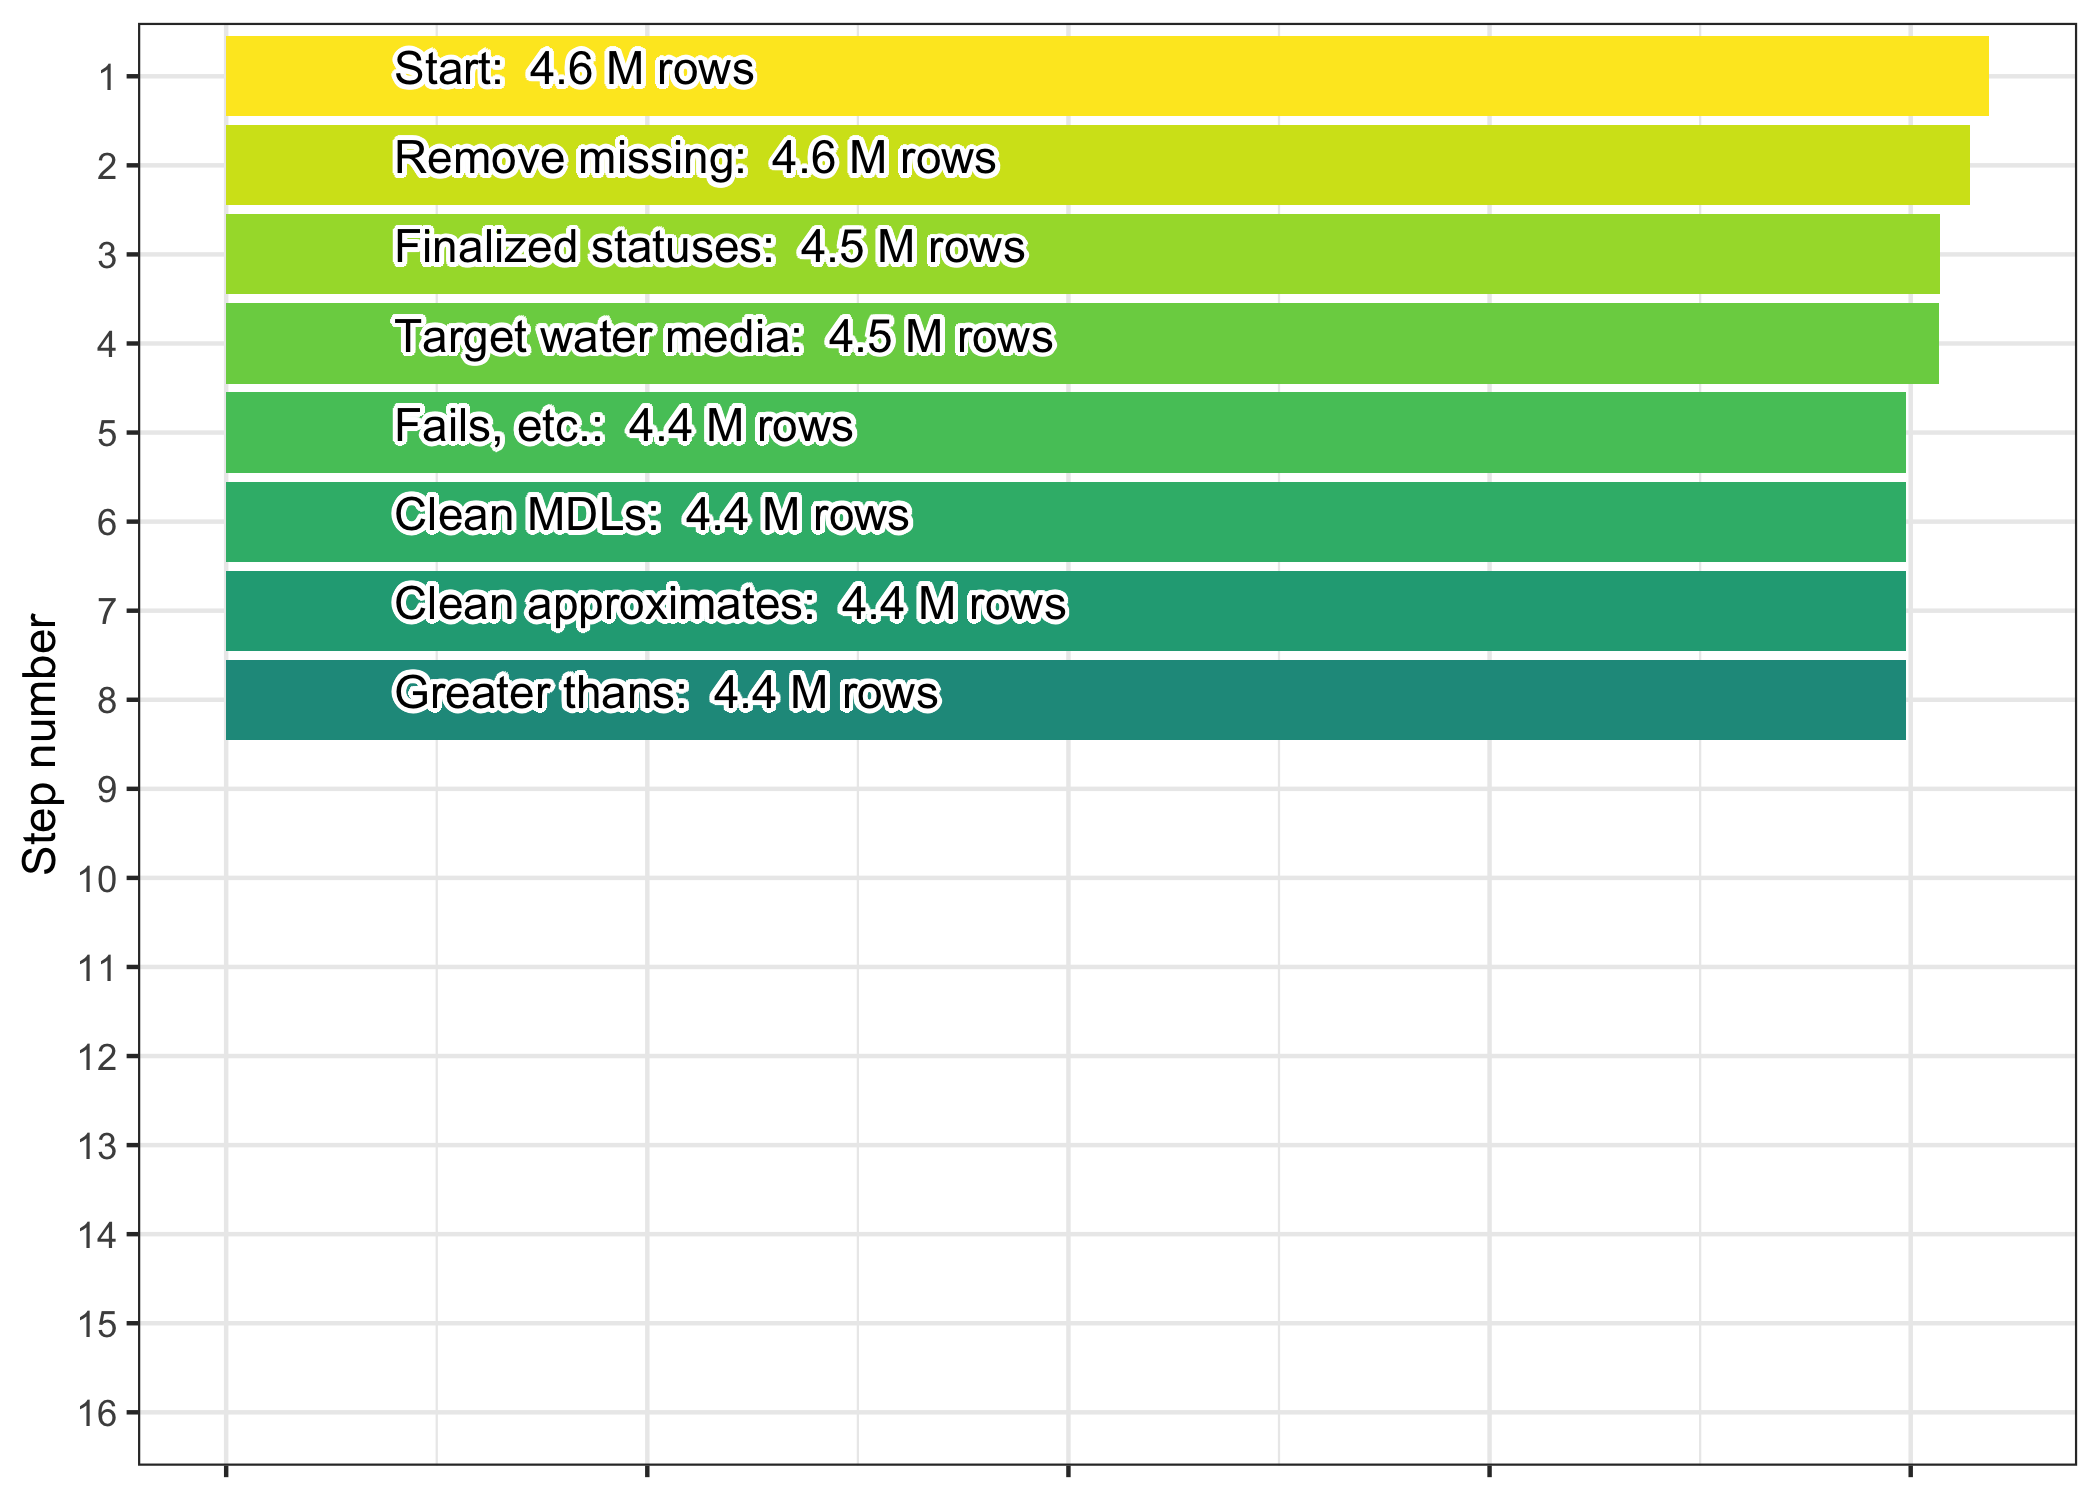 1 Start: 4.6 M rows
2 Remove missing: 4.6 M rows
3 Finalized statuses: 4.5 M rows
4 Target water media: 4.5 M rows
5 Fails, etc.: 4.4 M rows
6 Clean MDLs: 4.4 M rows
7 Clean approximates: 4.4 M rows
8 Greater thans: 4.4 M rows
9
10
11
12
13
14
15
16
Step number